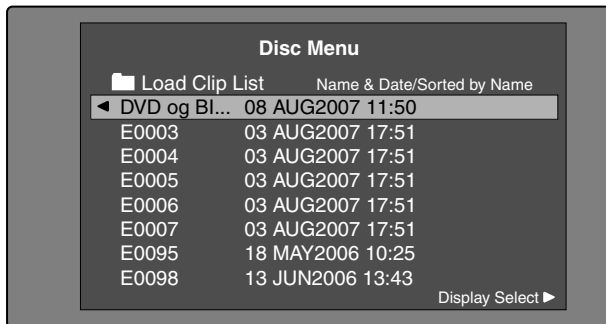 Disc Menu
Load Clip List Name & Date/Sorted by Name
DVD og BI... 08 AUG2007 11:50
E0003 03 AUG2007 17:51
E0004 03 AUG2007 17:51
E0005 03 AUG2007 17:51
E0006 03 AUG2007 17:51
E0007 03 AUG2007 17:51
E0095 18 MAY2006 10:25
E0098 13 JUN2006 13:43
Display Select